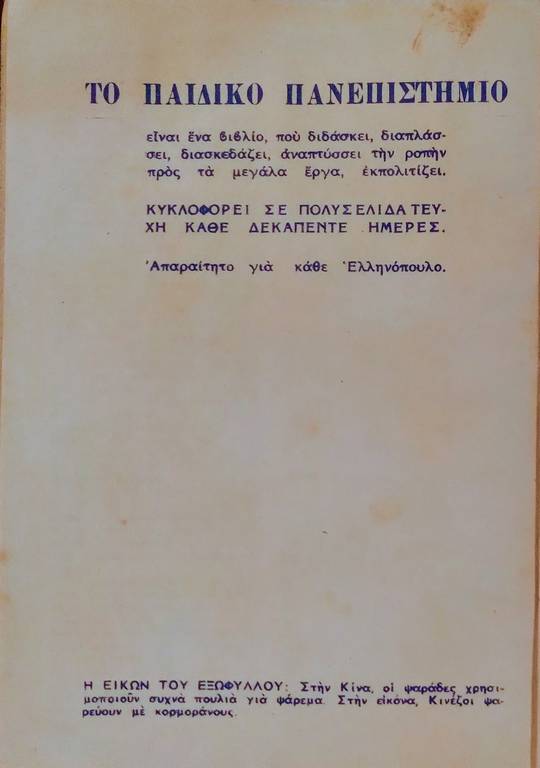 ΤΟ ΠΑΙΔΙΚΟ ΠΑΝΕΠΙΣΤΗΜΙΟ
εἶναι ἕνα βιβλίο, ποὺ διδάσκει, διαπλάσ-
σει, διασκεδάζει, ἀναπτύσσει τὴν ροπὴν
πρὸς τὰ μεγάλα ἔργα, ἐκπολιτίζει.
ΚΥΚΛΟΦΟΡΕΙ ΣΕ ΠΟΛΥΣΕΛΙΔΑ ΤΕΥ-
ΧΗ ΚΑΘΕ ΔΕΚΑΠΕΝΤΕ ΗΜΕΡΕΣ.
Ἀπαραίτητο γιὰ κάθε Ἑλληνόπουλο.
Η ΕΙΚΩΝ ΤΟΥ ΕΞΩΦΥΛΛΟΥ: Στὴν Κίνα, οἱ ψαράδες χρησι-
μοποιοῦν συχνὰ πουλιὰ γιὰ ψάρεμα. Στὴν εἰκόνα, Κινέζοι ψα-
ρεύουν μὲ κορμοράνους.